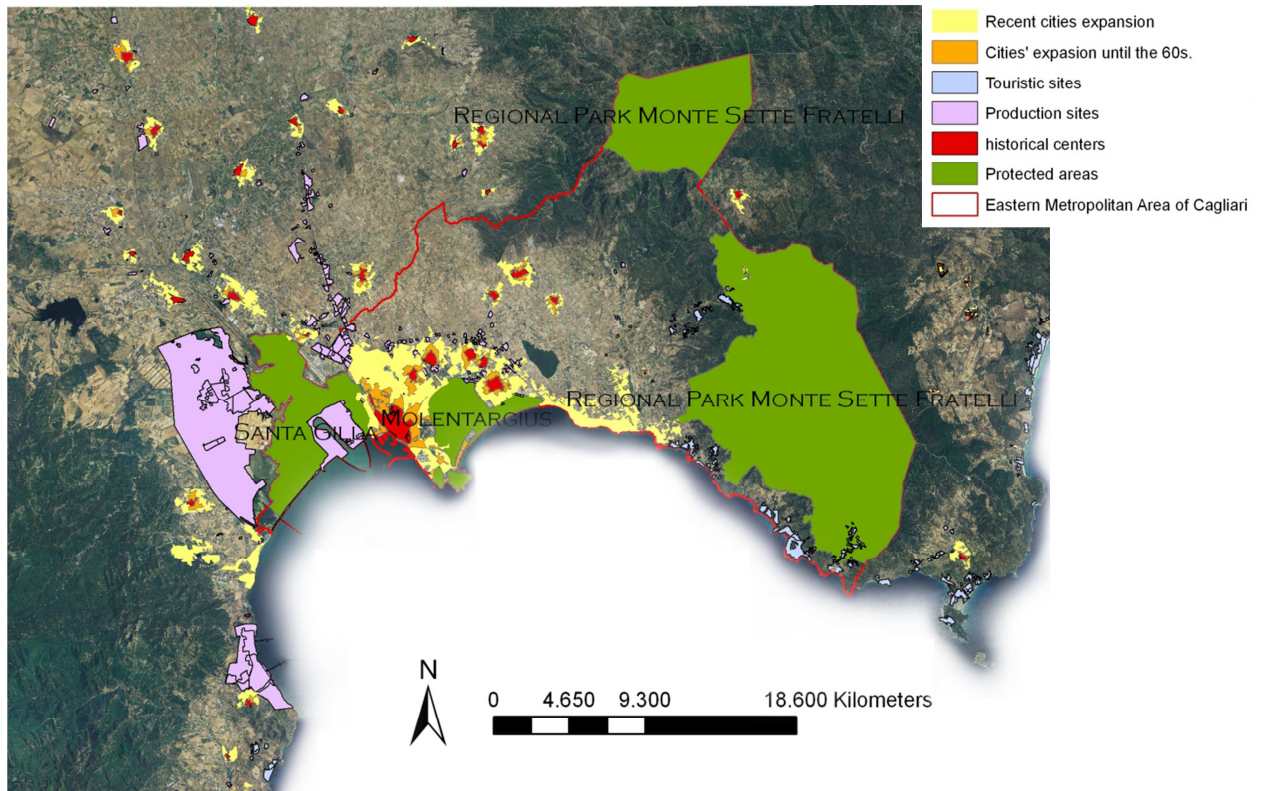 Recent cities expansion
Cities' expasion until the 60s.
Touristic sites
Production sites
historical centers
Protected areas
Eastern Metropolitan Area of Cagliari
REGIONAL PARK MONTE SETTE FRATELLI
REGIONAL PARK MONTE SETTE FRATELLI
MOLENTARGIUS
SANTA GILLA
N
0 4.650 9.300 18.600 Kilometers